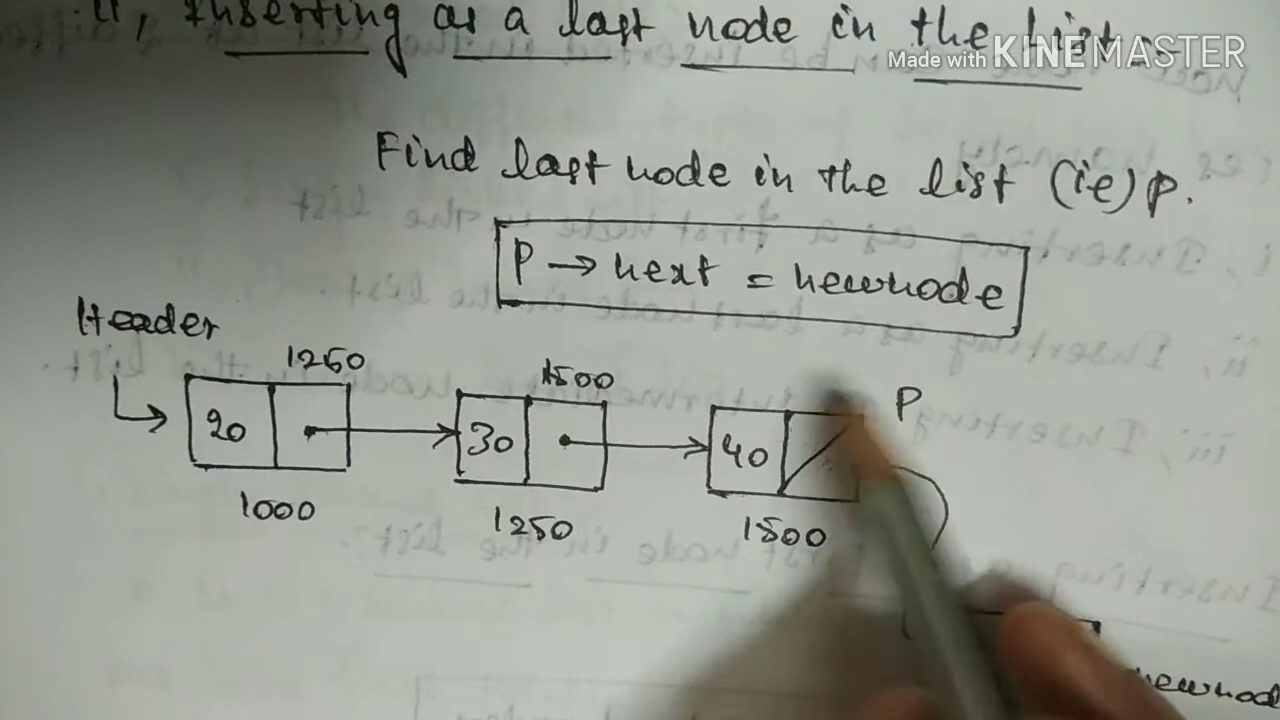 ii, Inserting as a last node in the list:-
Made with KINEMASTER
Find last node in the list (ie) P.
P → next = newnode
Header
1250
1500
P
20
30
40
1000
1250
1500
newnod